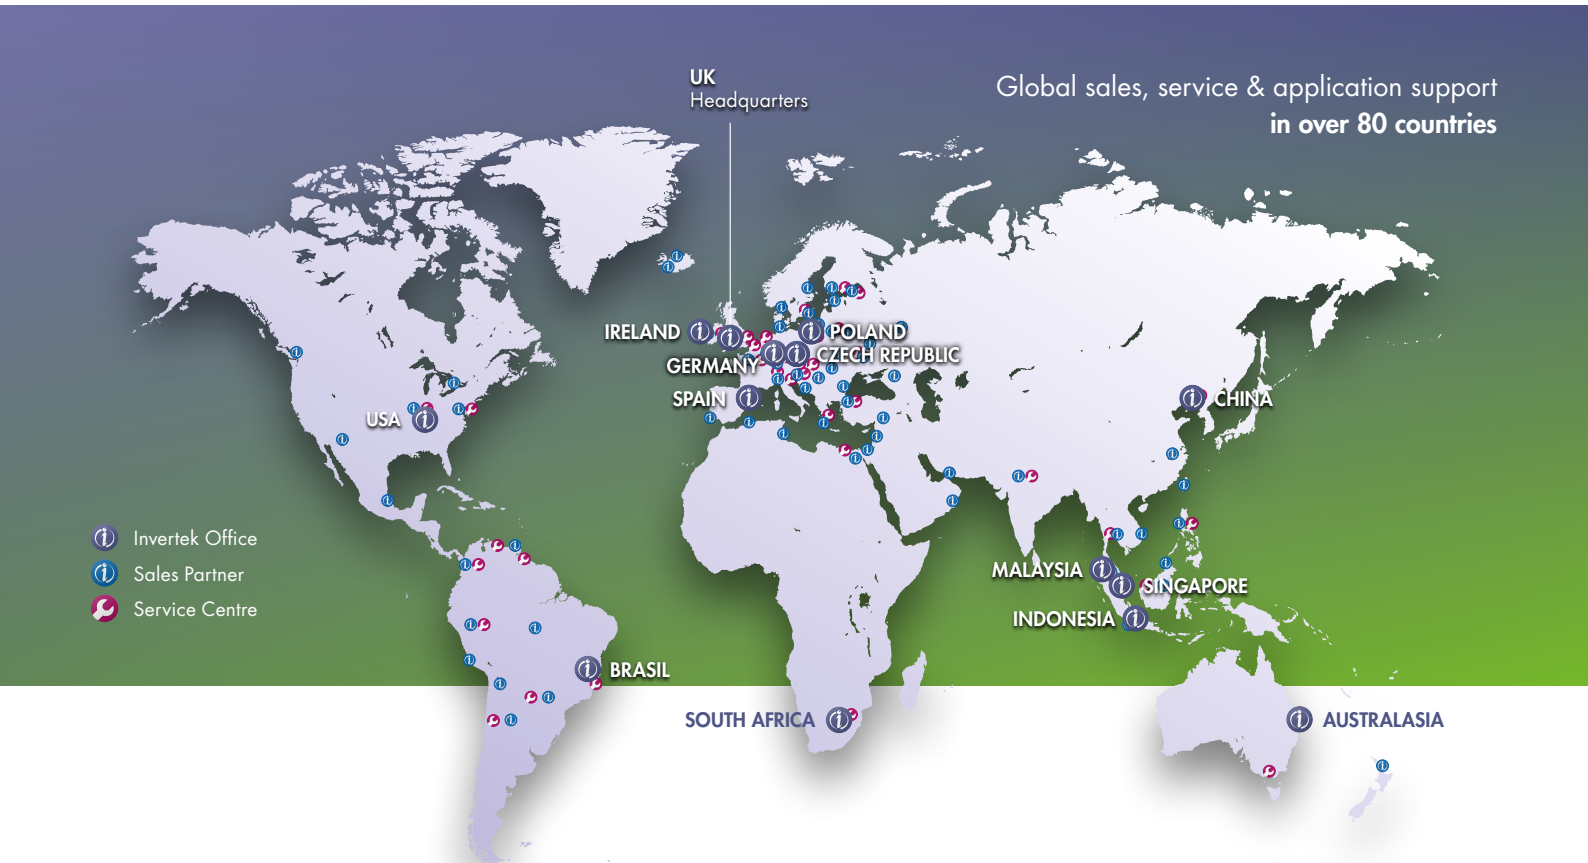 UK
Headquarters
Global sales, service & application support
in over 80 countries
IRELAND
POLAND
CZECH REPUBLIC
GERMANY
SPAIN
USA
CHINA
Invertek Office
Sales Partner
Service Centre
MALAYSIA
SINGAPORE
INDONESIA
BRASIL
SOUTH AFRICA
AUSTRALASIA